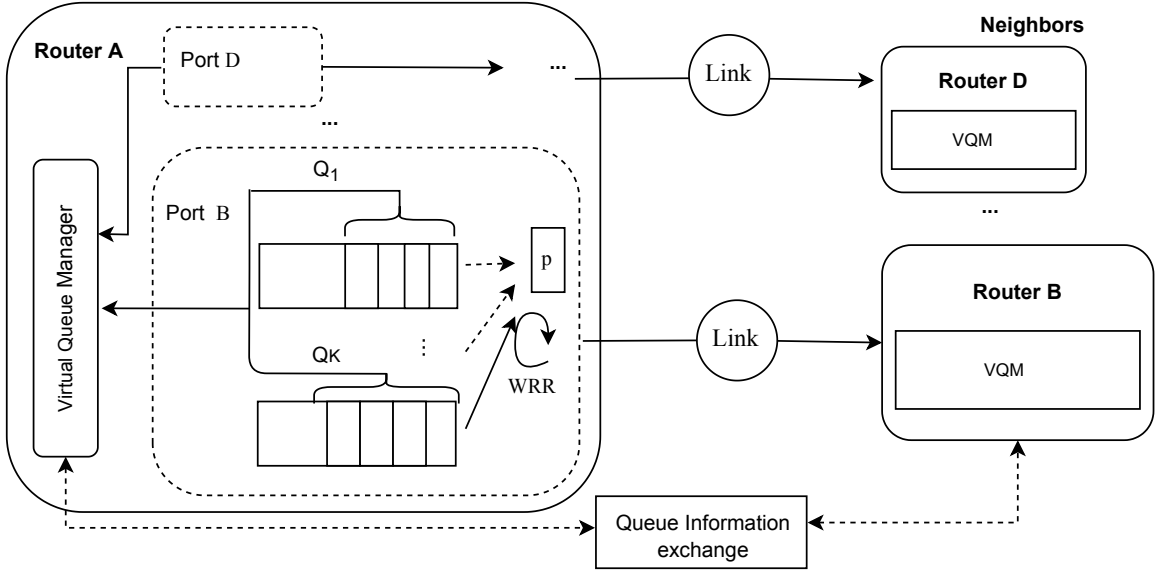 Neighbors
Router A
Port D
...
Link
Router D
VQM
...
...
Q1
Port B
Virtual Queue Manager
p
Router B
Link
⋮
QK
WRR
VQM
Queue Information
exchange